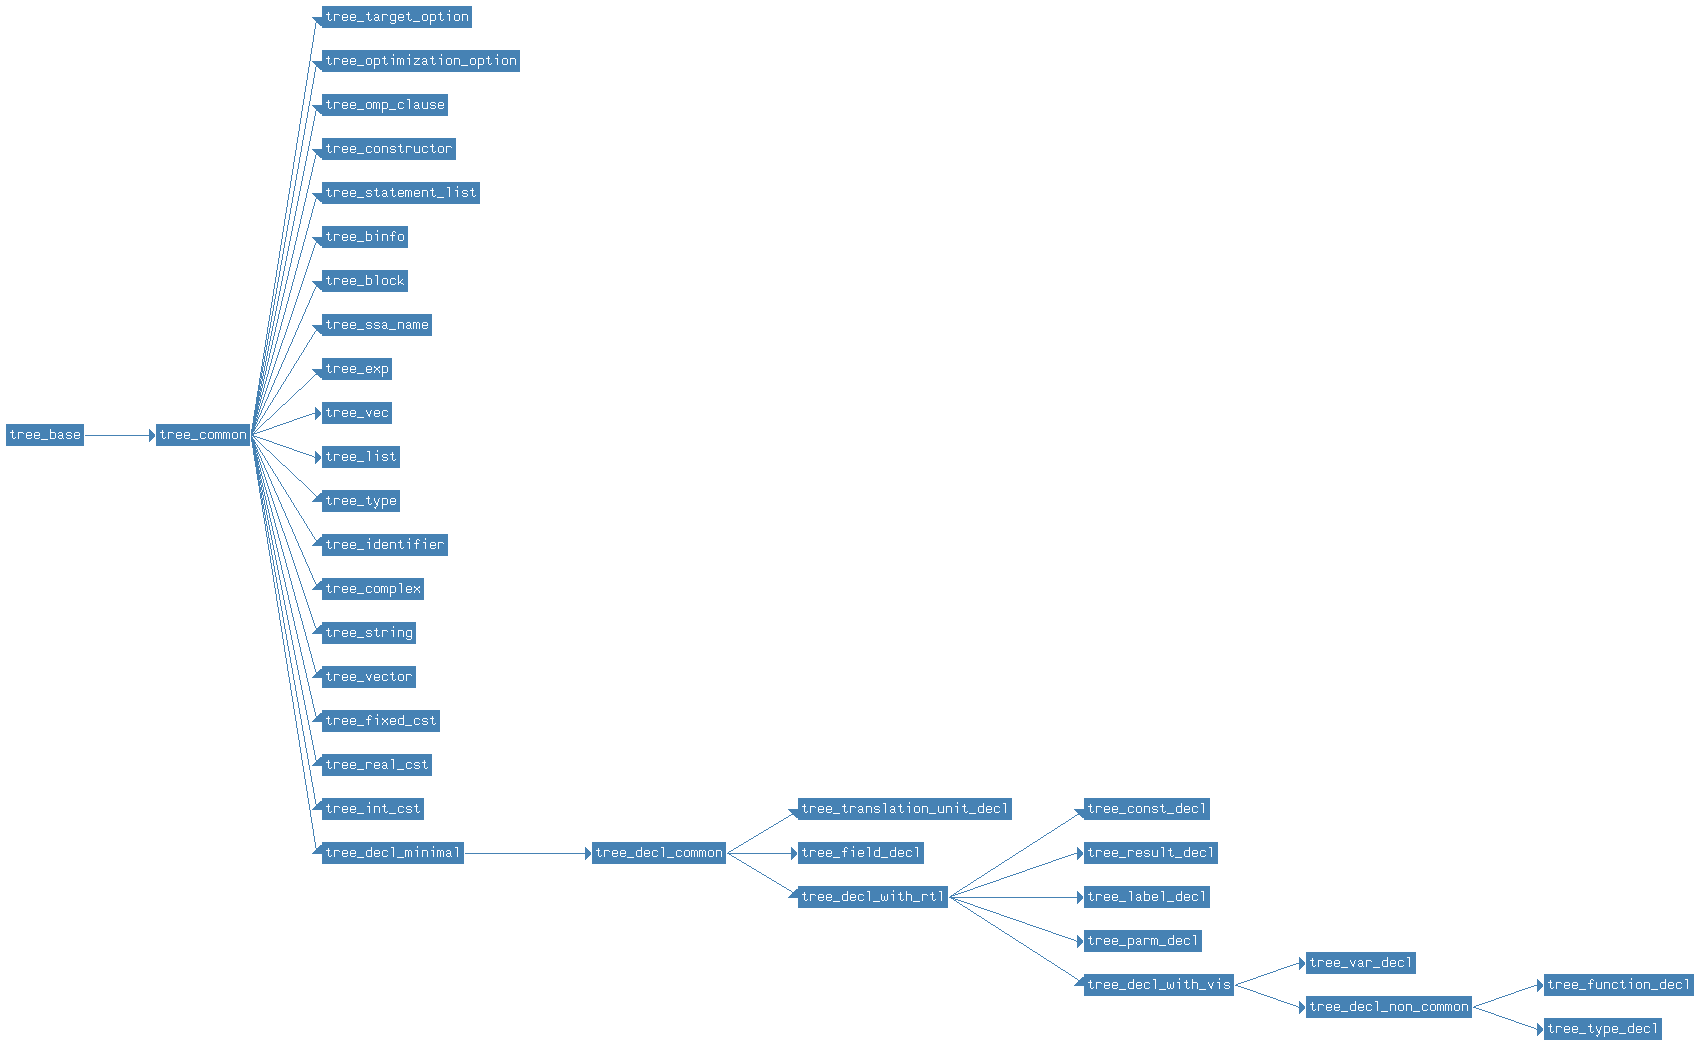 tree_target_option
tree_optimization_option
tree_omp_clause
tree_constructor
tree_statement_list
tree_binfo
tree_block
tree_ssa_name
tree_exp
tree_vec
tree_base
tree_common
tree_list
tree_type
tree_identifier
tree_complex
tree_string
tree_vector
tree_fixed_cst
tree_real_cst
tree_int_cst
tree_translation_unit_decl
tree_const_decl
tree_decl_minimal
tree_decl_common
tree_field_decl
tree_result_decl
tree_decl_with_rtl
tree_label_decl
tree_parm_decl
tree_var_decl
tree_decl_with_vis
tree_function_decl
tree_decl_non_common
tree_type_decl